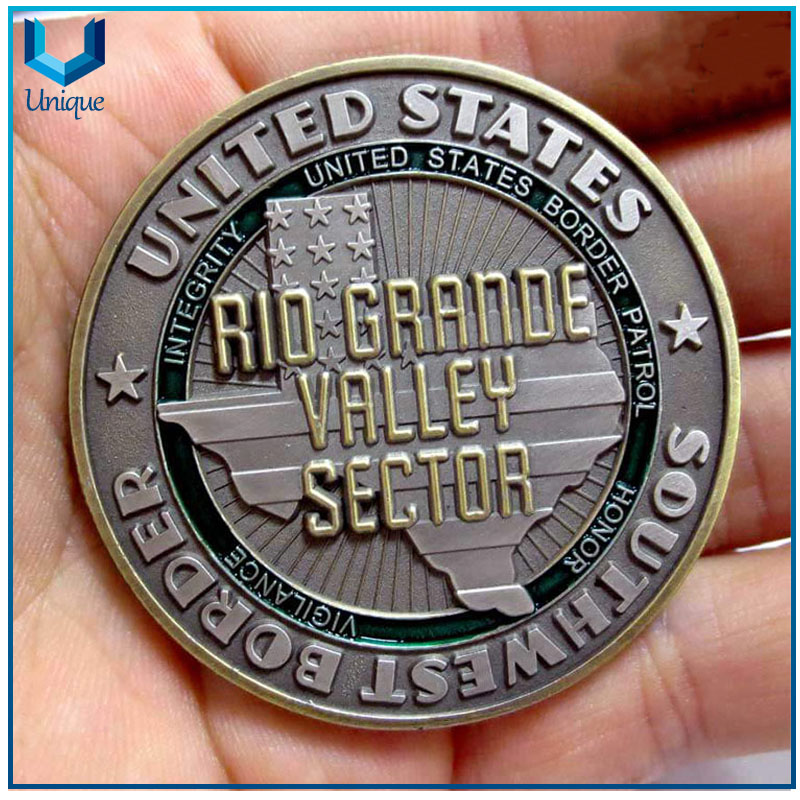 Unique
UNITED STATES
SOUTHWEST BORDER
UNITED STATES BORDER PATROL
HONOR
VIGILANCE
INTEGRITY
RIO GRANDE
VALLEY
SECTOR